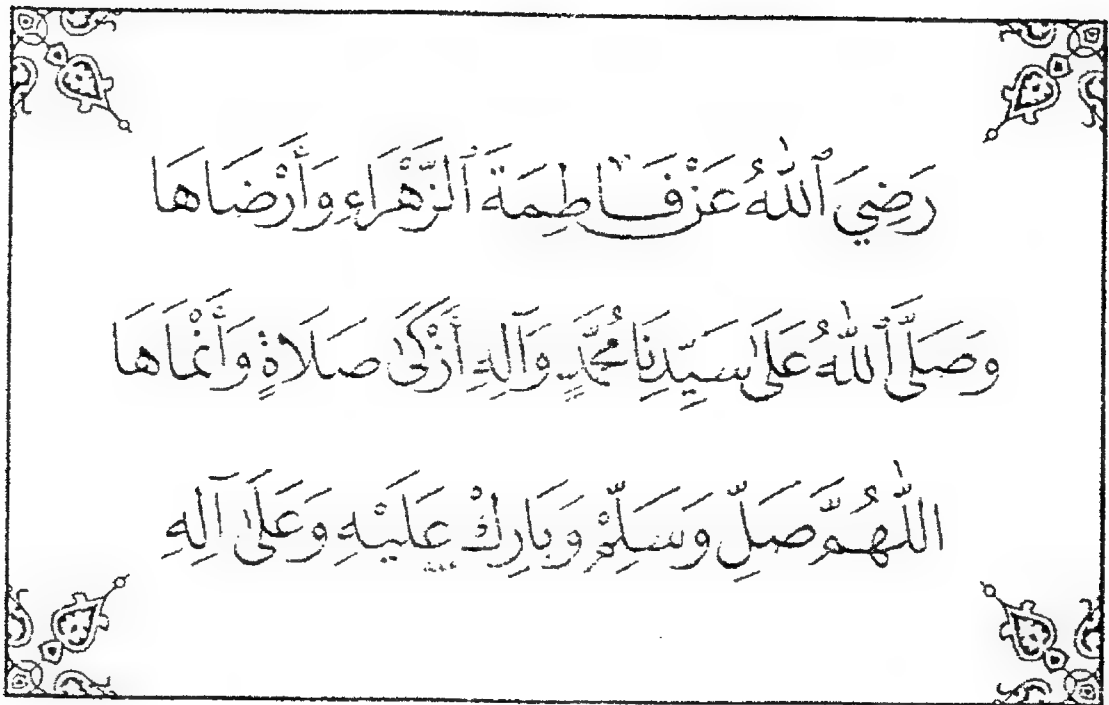 رَضِيَ ٱللّٰهُ عَنْ فَاطِمَةَ ٱلزَّهْرَاءِ وَأَرْضَاهَا
وَصَلَّى ٱللّٰهُ عَلَىٰ سَيِّدِنَا مُحَمَّدٍ وَآلِهِ أَزْكَىٰ صَلَاةٍ وَأَنْمَاهَا
اللّٰهُمَّ صَلِّ وَسَلِّمْ وَبَارِكْ عَلَيْهِ وَعَلَىٰ آلِهِ